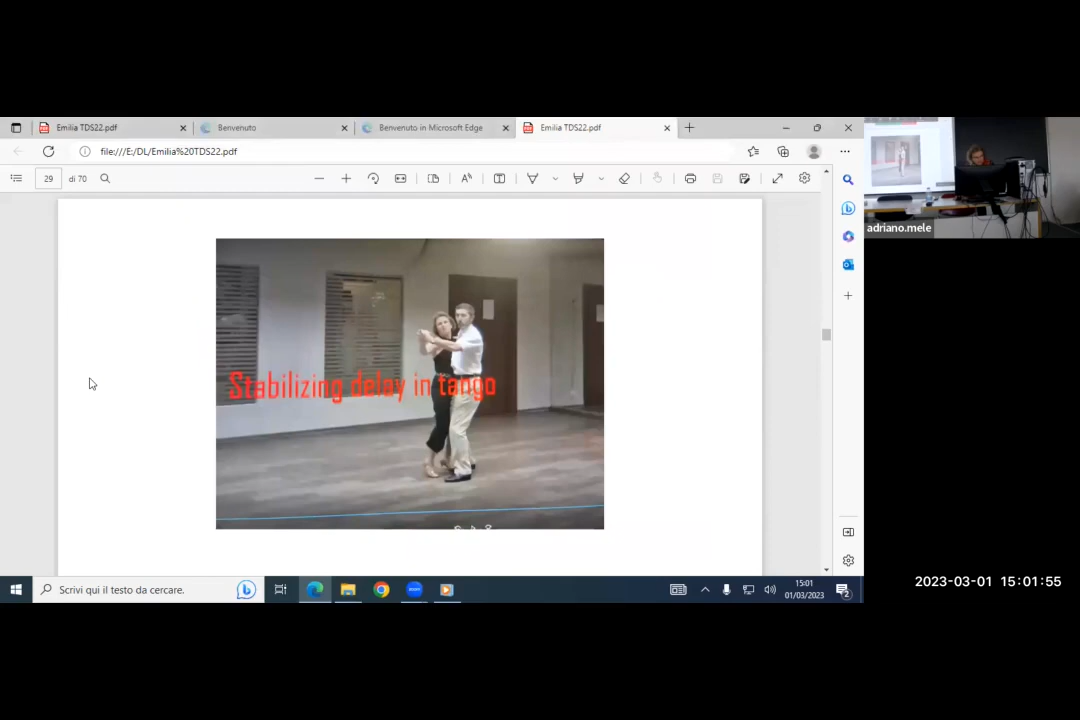 Emilia TDS22.pdf
Benvenuto
Benvenuto in Microsoft Edge
Emilia TDS22.pdf
file:///E:/DL/Emilia%20TDS22.pdf
29 di 70
adriano.mele
Stabilizing delay in tango
Scrivi qui il testo da cercare.
15:01
01/03/2023
2
2023-03-01 15:01:55